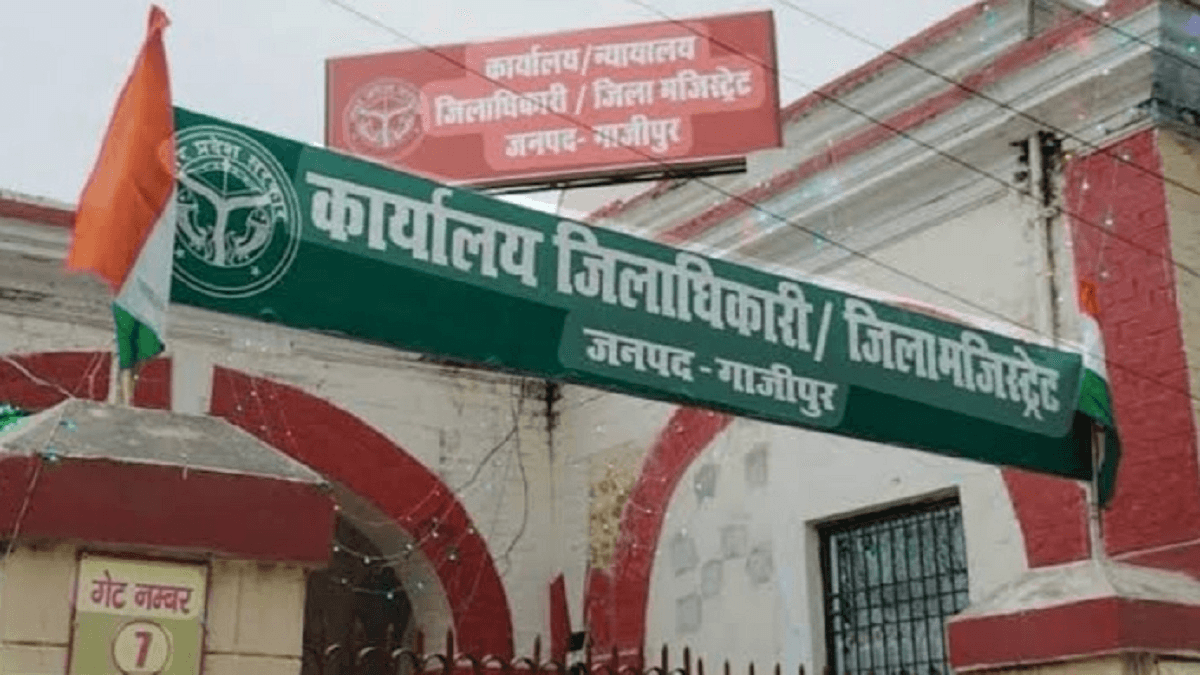 कार्यालय/न्यायालय
जिलाधिकारी / जिला मजिस्ट्रेट
जनपद- गाजीपुर
कार्यालय जिलाधिकारी/ जिलामजिस्ट्रेट
जनपद - गाजीपुर
गेट नम्बर
7